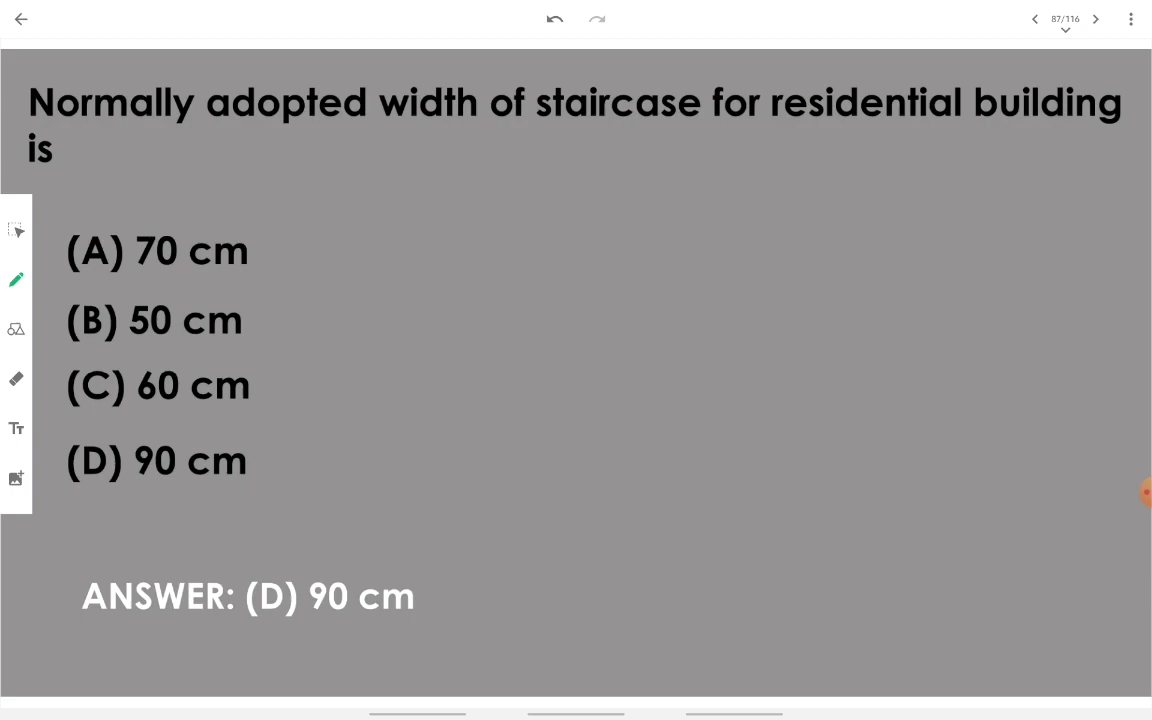 87/116
Normally adopted width of staircase for residential building
is
(A) 70 cm
(B) 50 cm
(C) 60 cm
(D) 90 cm
ANSWER: (D) 90 cm
Tт